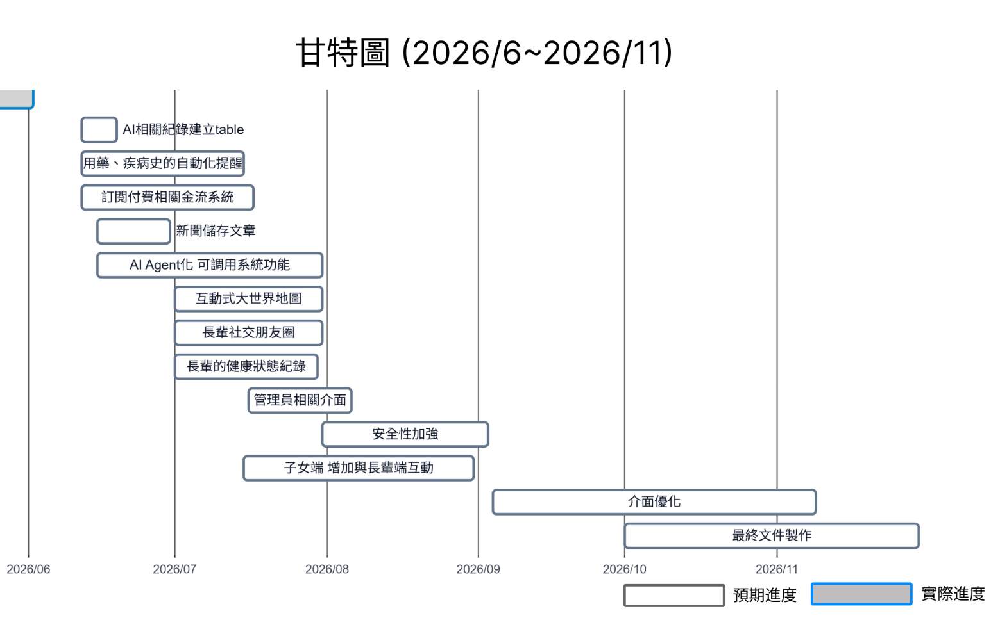 甘特圖 (2026/6~2026/11)
AI相關紀錄建立table
用藥、疾病史的自動化提醒
訂閱付費相關金流系統
新聞儲存文章
AI Agent化 可調用系統功能
互動式大世界地圖
長輩社交朋友圈
長輩的健康狀態紀錄
管理員相關介面
安全性加強
子女端 增加與長輩端互動
介面優化
最終文件製作
2026/06
2026/07
2026/08
2026/09
2026/10
2026/11
預期進度
實際進度